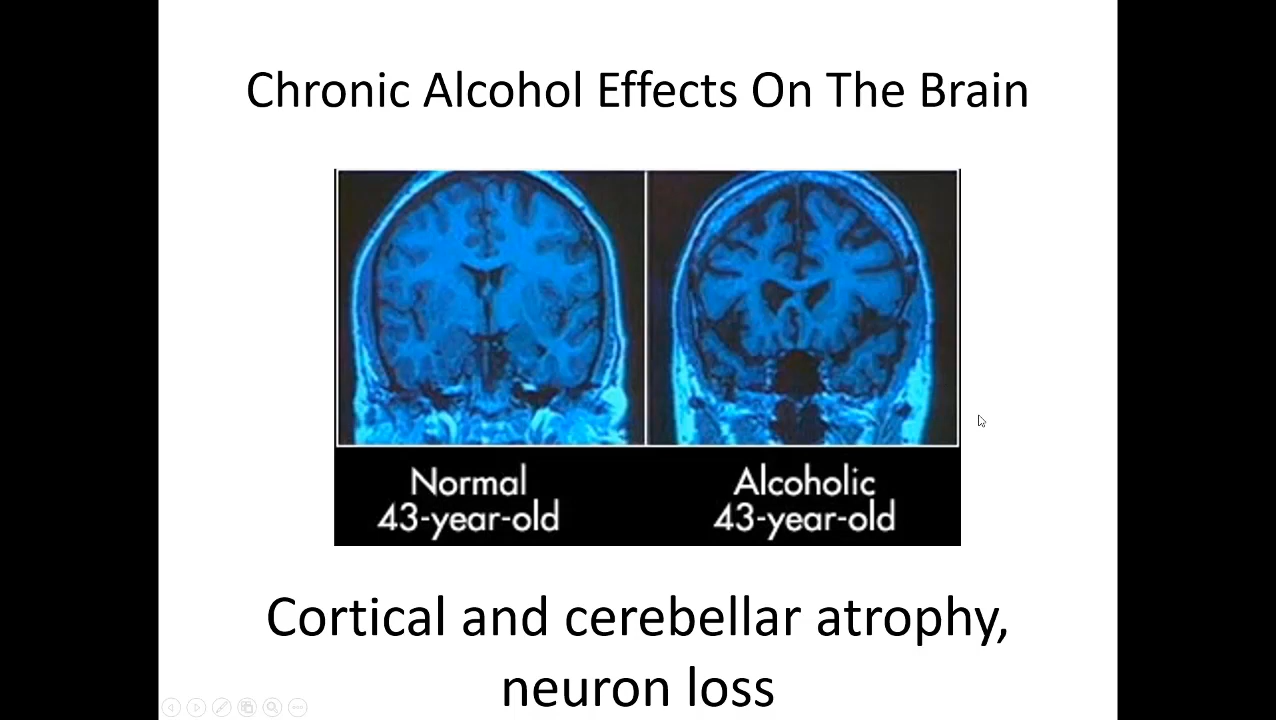 Chronic Alcohol Effects On The Brain
Normal
43-year-old
Alcoholic
43-year-old
Cortical and cerebellar atrophy,
neuron loss